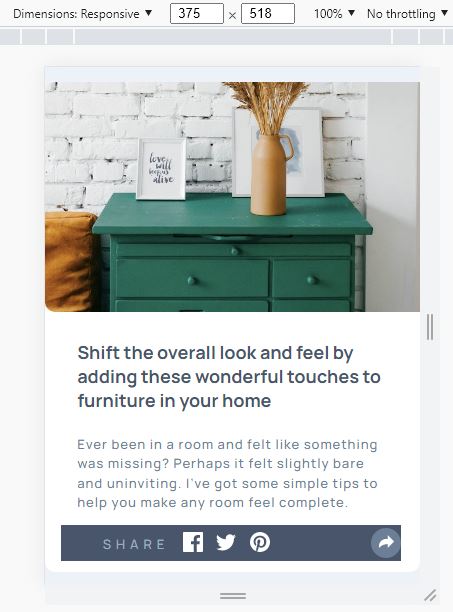 Dimensions: Responsive ▼ 375 × 518 100% ▼ No throttling ▼
love
will
keep us
alive
Shift the overall look and feel by
adding these wonderful touches to
furniture in your home
Ever been in a room and felt like something
was missing? Perhaps it felt slightly bare
and uninviting. I've got some simple tips to
help you make any room feel complete.
SHARE